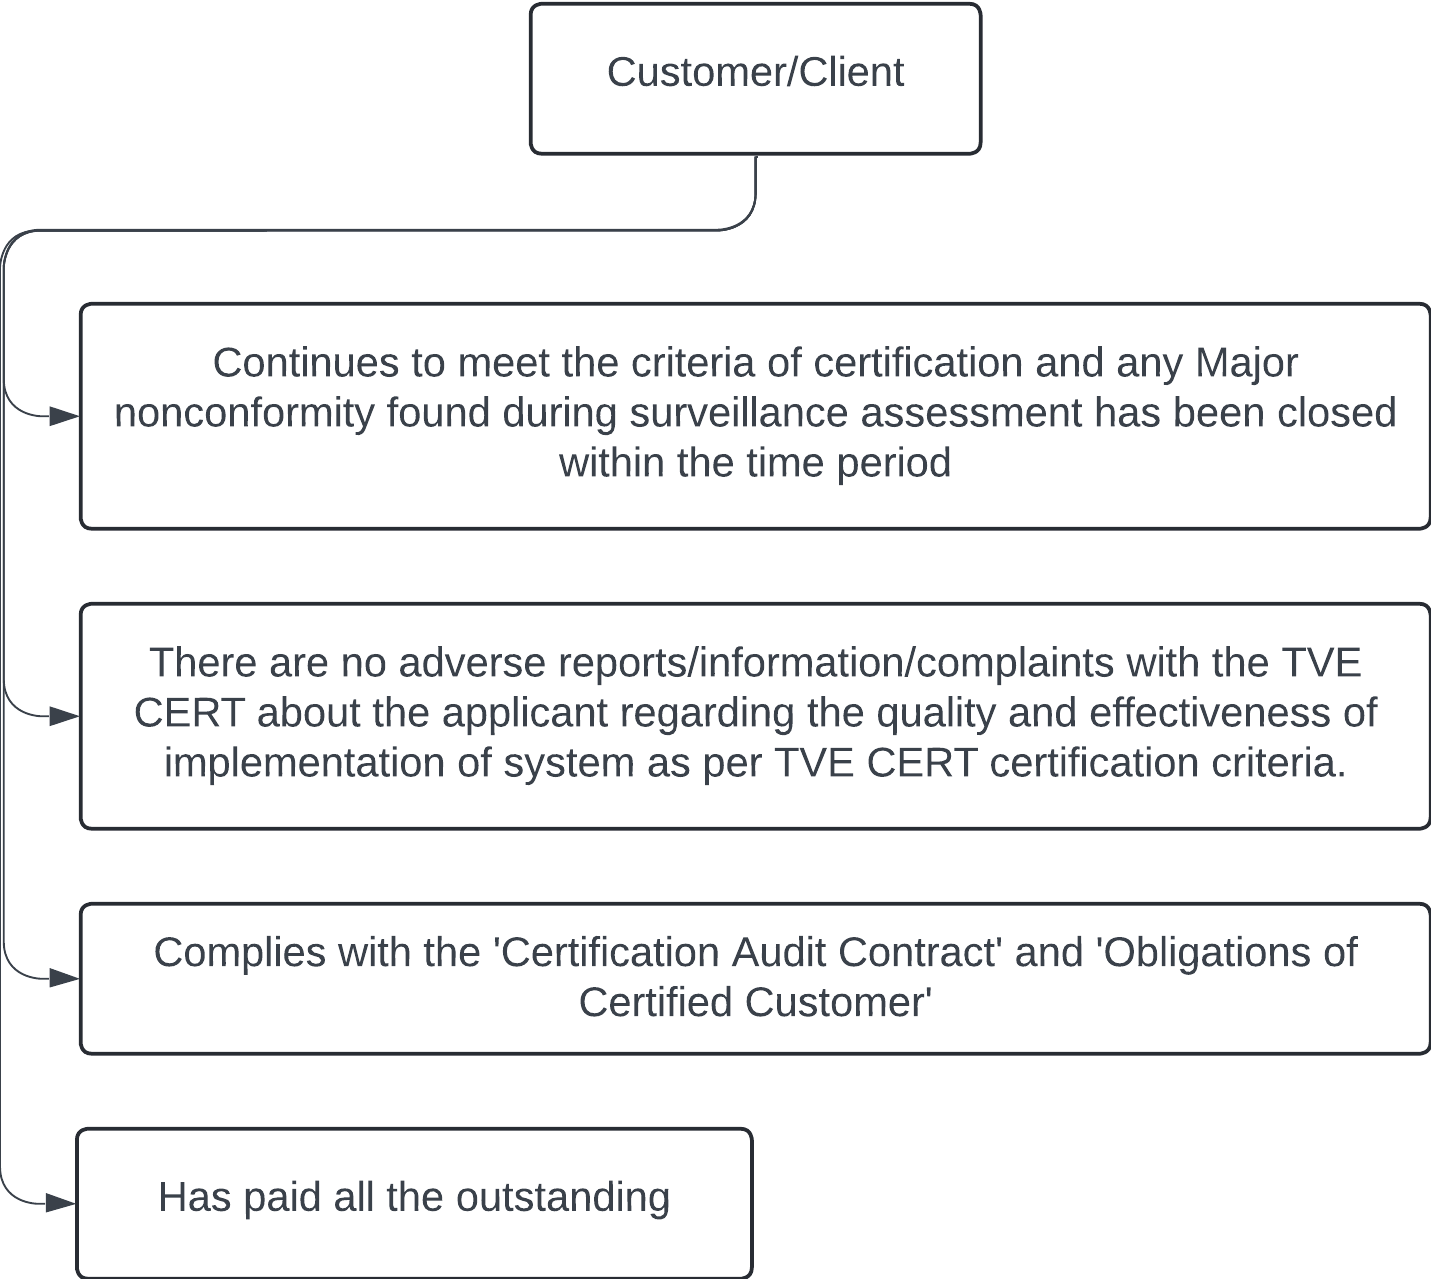 Customer/Client
Continues to meet the criteria of certification and any Major
nonconformity found during surveillance assessment has been closed
within the time period
There are no adverse reports/information/complaints with the TVE
CERT about the applicant regarding the quality and effectiveness of
implementation of system as per TVE CERT certification criteria.
Complies with the 'Certification Audit Contract' and 'Obligations of
Certified Customer'
Has paid all the outstanding